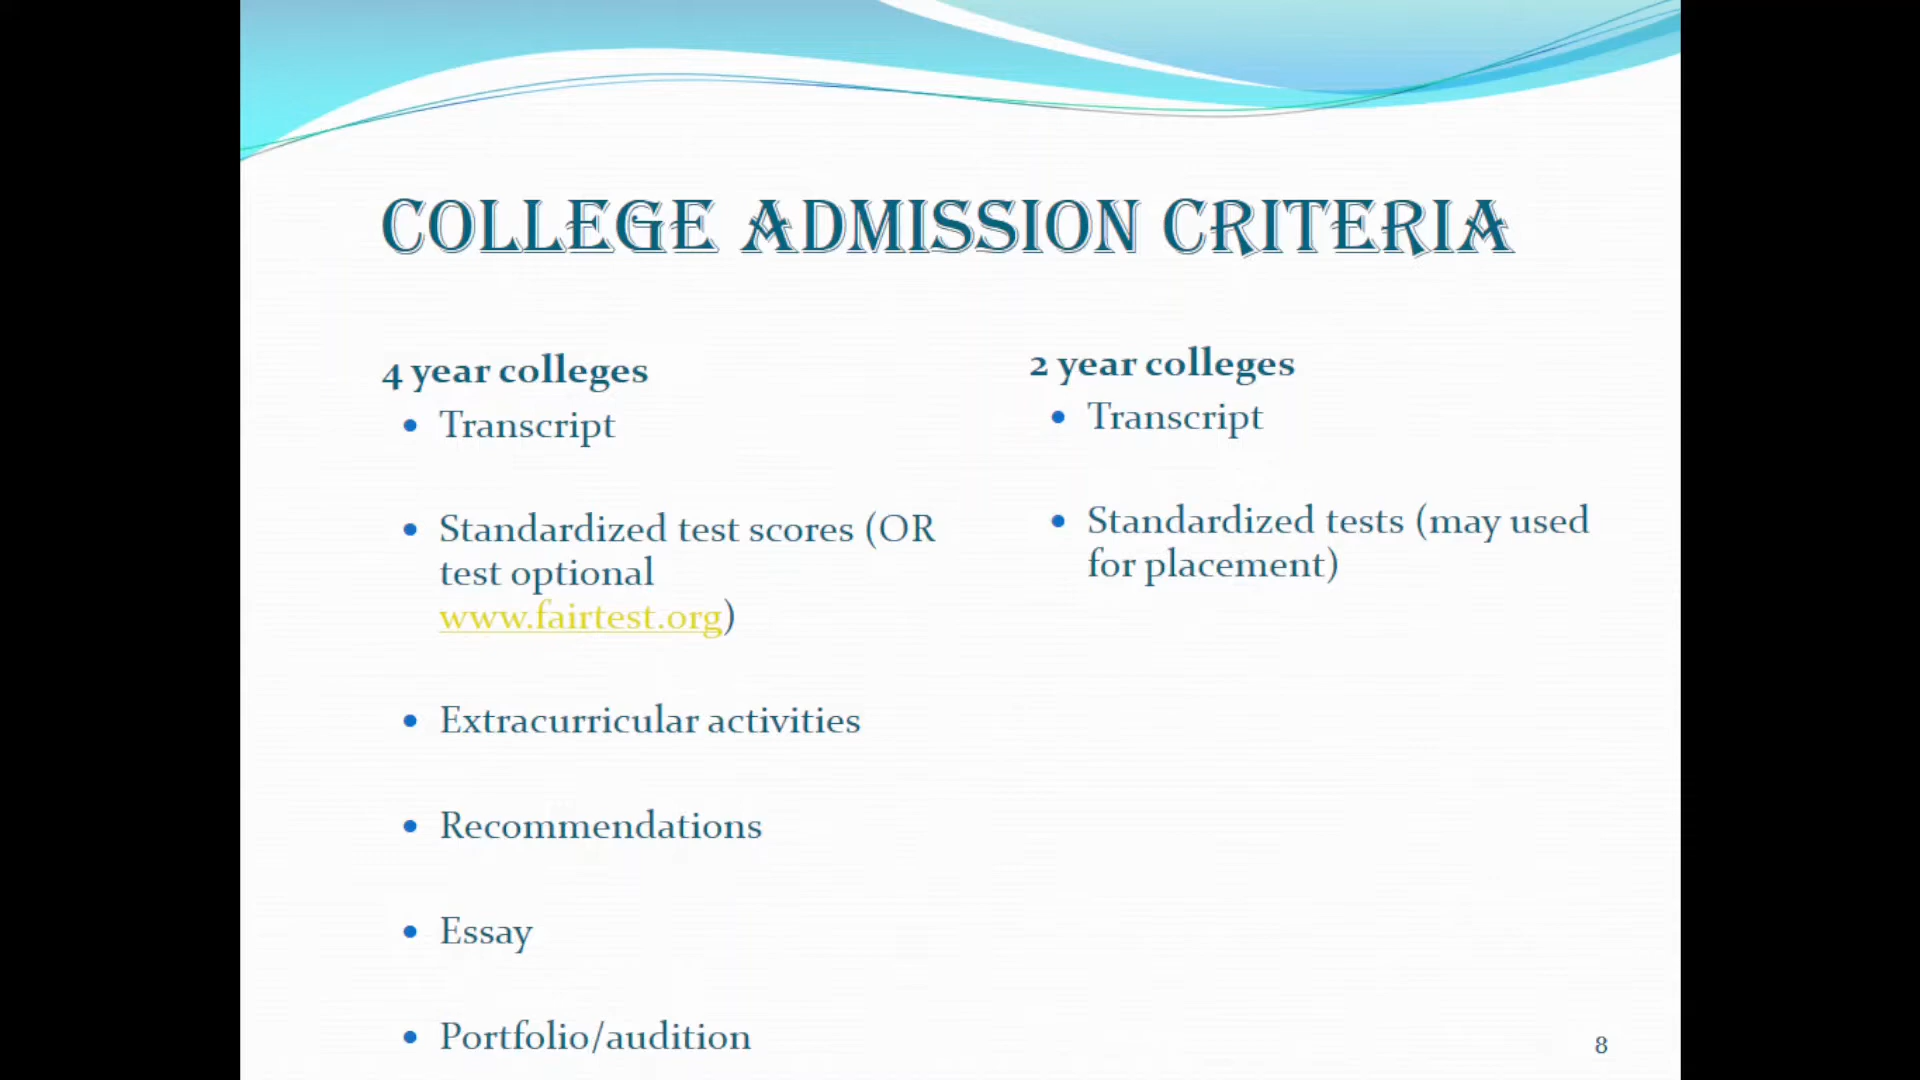 COLLEGE ADMISSION CRITERIA
4 year colleges
• Transcript
• Standardized test scores (OR
test optional
www.fairtest.org)
• Extracurricular activities
• Recommendations
• Essay
• Portfolio/audition
2 year colleges
• Transcript
• Standardized tests (may used
for placement)
8